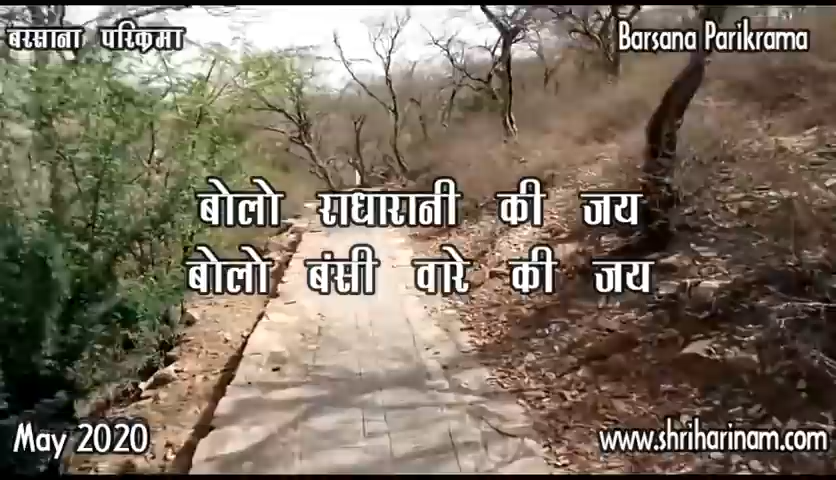 बरसाना परिक्रमा
Barsana Parikrama
बोलो राधारानी की जय
बोलो बंसी वारे की जय
May 2020
www.shriharinam.com